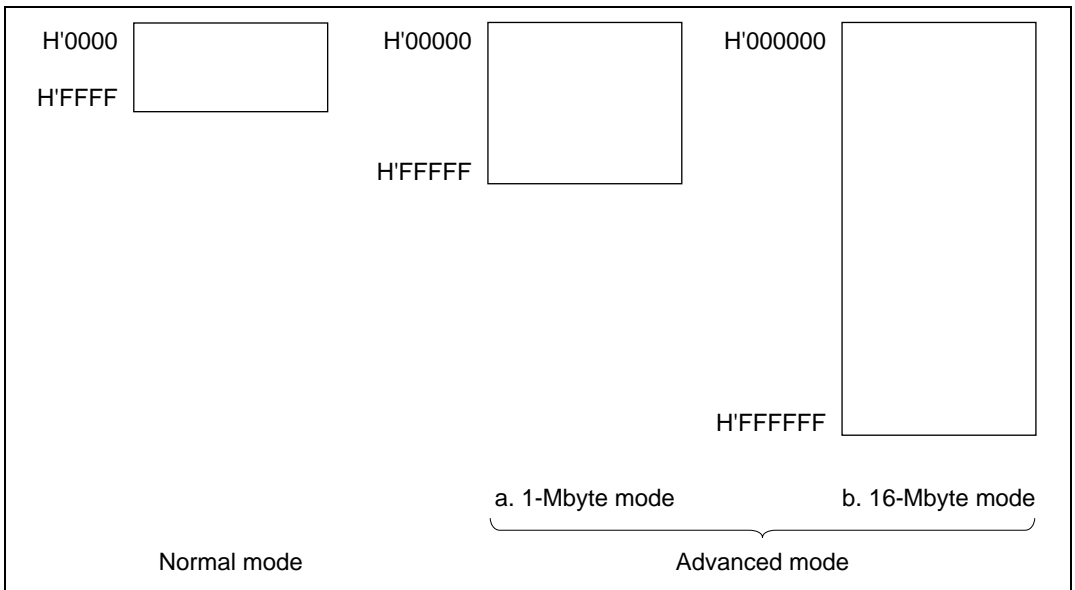 H'0000
H'FFFF
H'00000
H'FFFFF
H'000000
H'FFFFFF
a. 1-Mbyte mode
b. 16-Mbyte mode
Normal mode
Advanced mode